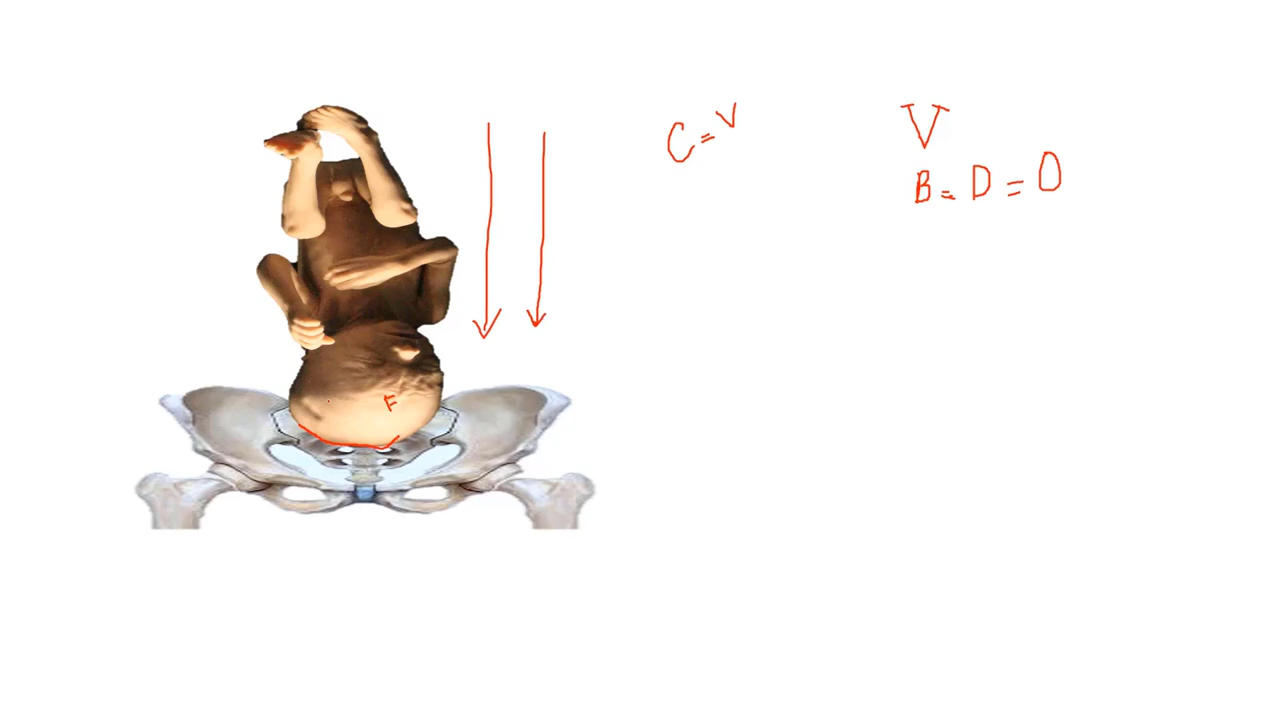 C = V
V
B = D = O
F